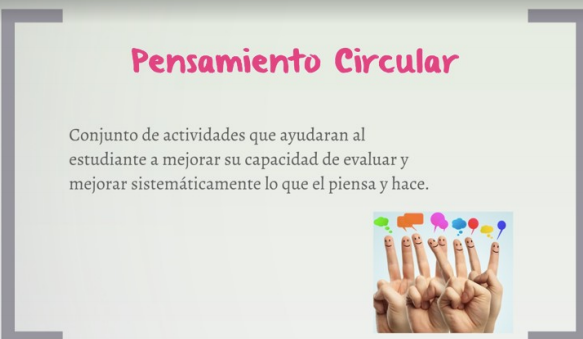 Pensamiento Circular
Conjunto de actividades que ayudaran al
estudiante a mejorar su capacidad de evaluar y
mejorar sistemáticamente lo que el piensa y hace.